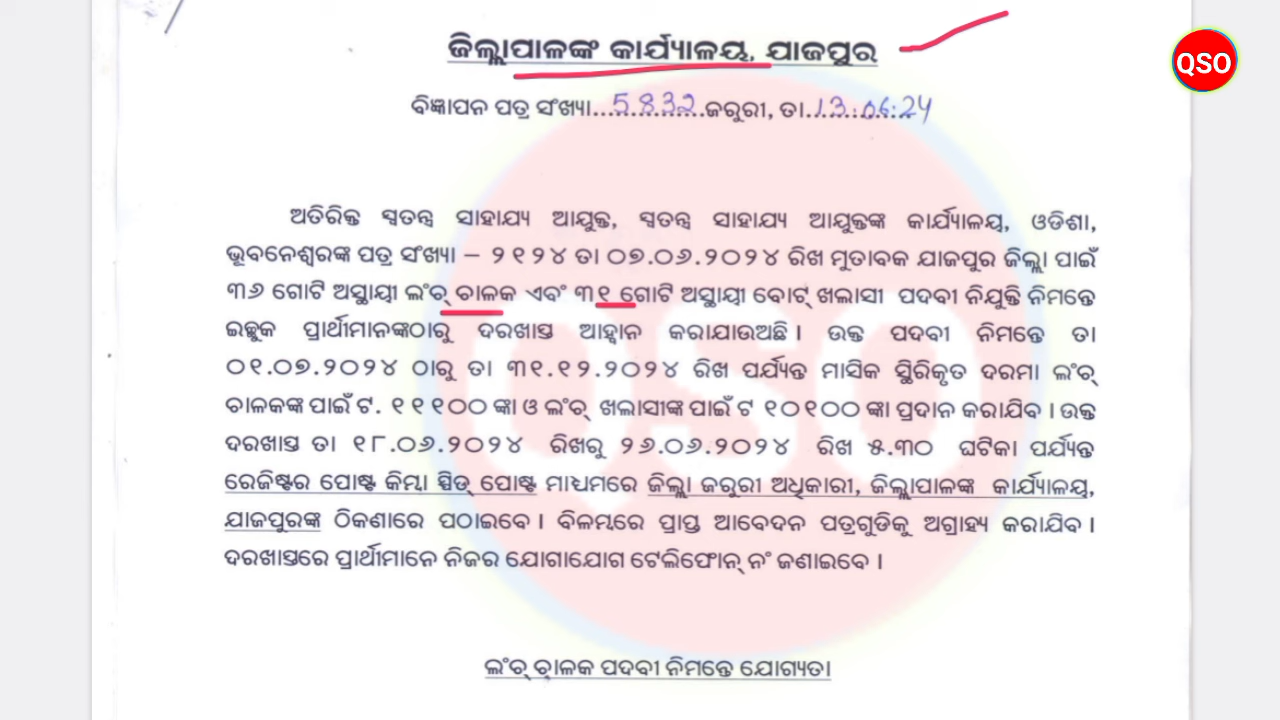 ଜିଲ୍ଲାପାଳଙ୍କ କାର୍ଯ୍ୟାଳୟ, ଯାଜପୁର
QSO
ବିଜ୍ଞାପନ ପତ୍ର ସଂଖ୍ୟା...5832...ଜରୁରୀ, ତା..13.06.24
ଅତିରିକ୍ତ ସ୍ୱତନ୍ତ୍ର ସାହାଯ୍ୟ ଆୟୁକ୍ତ, ସ୍ୱତନ୍ତ୍ର ସାହାଯ୍ୟ ଆୟୁକ୍ତଙ୍କ କାର୍ଯ୍ୟାଳୟ, ଓଡିଶା,
ଭୂବନେଶ୍ୱରଙ୍କ ପତ୍ର ସଂଖ୍ୟା – ୨୧୨୪ ତା ୦୭.୦୬.୨୦୨୪ ରିଖ ମୁତାବକ ଯାଜପୁର ଜିଲ୍ଲା ପାଇଁ
୩୬ ଗୋଟି ଅସ୍ଥାୟୀ ଲଂଚ୍ ଚାଳକ ଏବଂ ୩୧ ଗୋଟି ଅସ୍ଥାୟୀ ବୋଟ୍ ଖଲାସୀ ପଦବୀ ନିଯୁକ୍ତି ନିମନ୍ତେ
ଇଚ୍ଛୁକ ପ୍ରାର୍ଥୀମାନଙ୍କଠାରୁ ଦରଖାସ୍ତ ଆହ୍ୱାନ କରାଯାଉଅଛି । ଉକ୍ତ ପଦବୀ ନିମନ୍ତେ ତା
୦୧.୦୭.୨୦୨୪ ଠାରୁ ତା ୩୧.୧୨.୨୦୨୪ ରିଖ ପର୍ଯ୍ୟନ୍ତ ମାସିକ ସ୍ଥିରିକୃତ ଦରମା ଲଂଚ୍
ଚାଳକଙ୍କ ପାଇଁ ଟ. ୧୧୧୦୦ ଙ୍କା ଓ ଲଂଚ୍ ଖଲାସୀଙ୍କ ପାଇଁ ଟ ୧୦୧୦୦ ଙ୍କା ପ୍ରଦାନ କରାଯିବ । ଉକ୍ତ
ଦରଖାସ୍ତ ତା ୧୮.୦୬.୨୦୨୪ ରିଖରୁ ୨୬.୦୬.୨୦୨୪ ରିଖ ୫.୩୦ ଘଟିକା ପର୍ଯ୍ୟନ୍ତ
ରେଜିଷ୍ଟର ପୋଷ୍ଟ କିମ୍ଭା ସ୍ପିଡ୍ ପୋଷ୍ଟ ମାଧ୍ୟମରେ ଜିଲ୍ଲା ଜରୁରୀ ଅଧିକାରୀ, ଜିଲ୍ଲାପାଳଙ୍କ କାର୍ଯ୍ୟାଳୟ,
ଯାଜପୁରଙ୍କ ଠିକଣାରେ ପଠାଇବେ । ବିଳମ୍ଭରେ ପ୍ରାପ୍ତ ଆବେଦନ ପତ୍ରଗୁଡିକୁ ଅଗ୍ରାହ୍ୟ କରାଯିବ ।
ଦରଖାସ୍ତରେ ପ୍ରାର୍ଥୀମାନେ ନିଜର ଯୋଗାଯୋଗ ଟେଲିଫୋନ୍ ନଂ ଜଣାଇବେ ।
QSO
ଲଂଚ୍ ଚାଳକ ପଦବୀ ନିମନ୍ତେ ଯୋଗ୍ୟତା